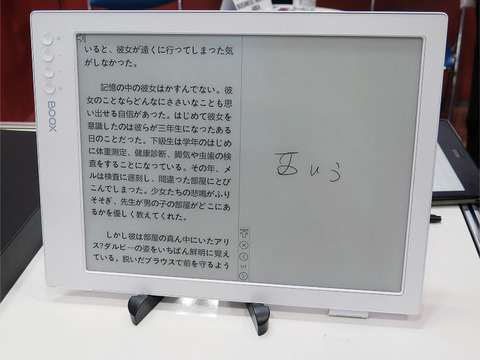 BOOX
いると、彼女が遠くに行ってしまった気
がしなかった。
記憶の中の彼女はかすんでない。彼
女のことならどんなにささいなことも思
い出せる自信があった。はじめて彼女を
意識したのは彼らが三年生になったある
日のことだった。下級生は学年のはじめ
に体重測定、健康診断、脚気や虫歯の検
査をすることになっている。その年、メ
ルは検査に遅刻し、間違った部屋にとび
こんでしまった。少女たちの悲鳴がふり
そそぎ、先生が男の子の部屋がどこにあ
るかを優しく教えてくれた。
しかし彼は部屋の真ん中にいたアリ
ス?ダルビーの姿をいちばん鮮明に覚え
ている。脱いだブラウスで前を守るよう
あいう